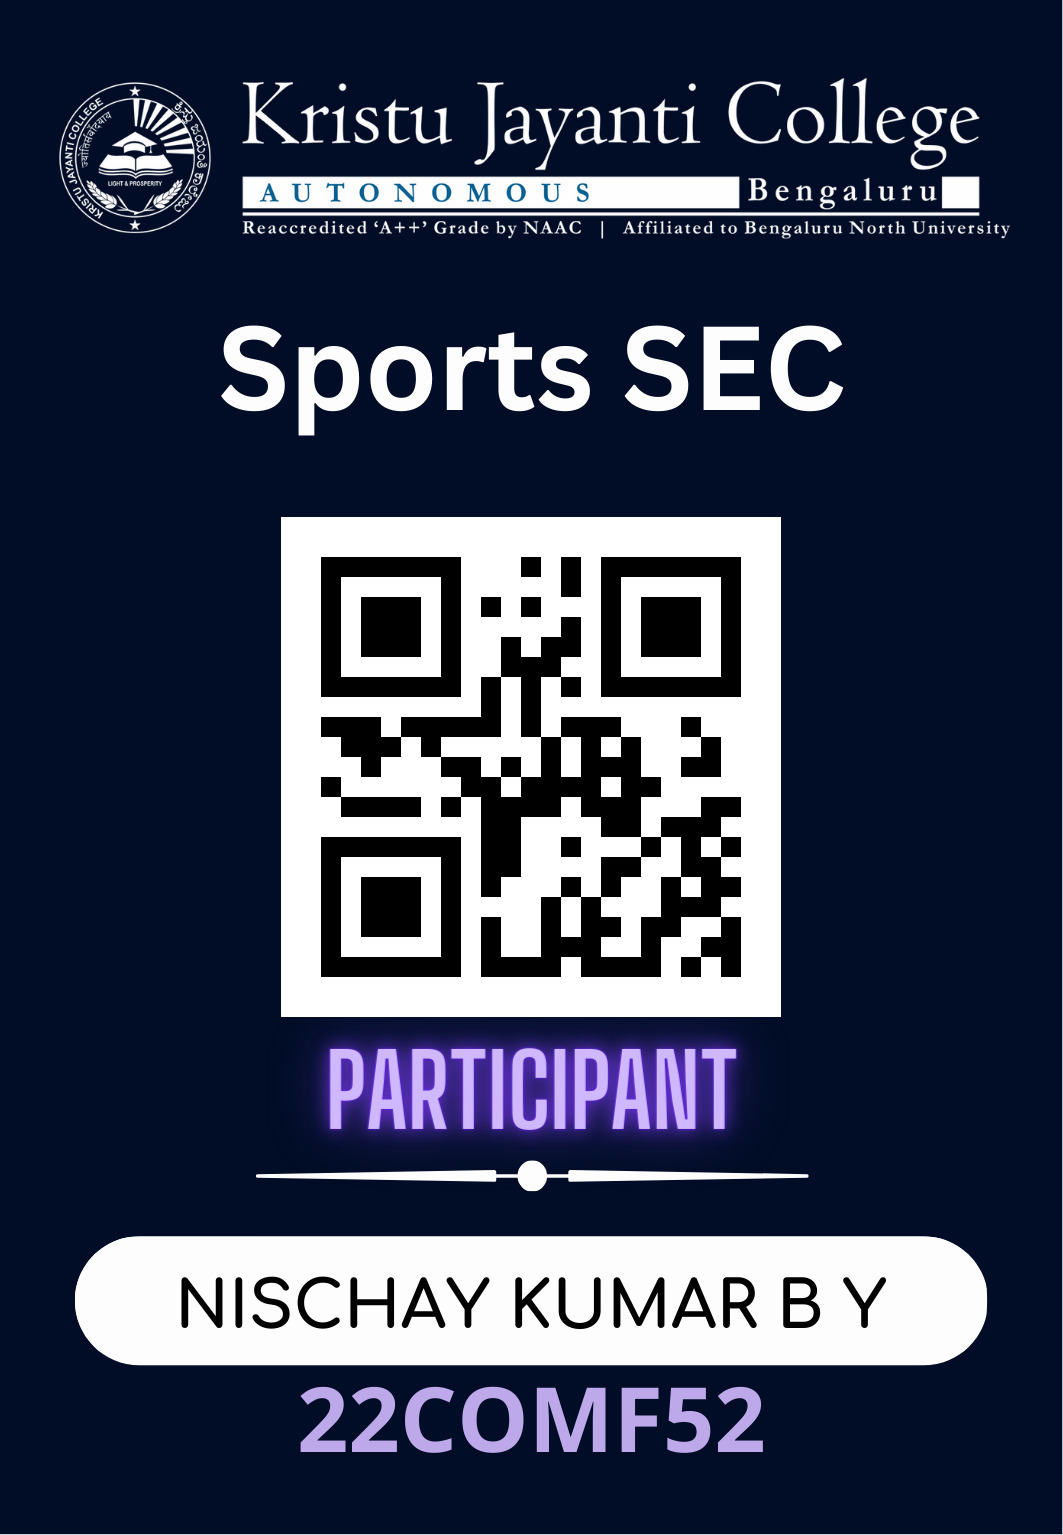 KRISTU JAYANTI COLLEGE
LIGHT & PROSPERITY
Kristu Jayanti College
AUTONOMOUS Bengaluru
Reaccredited ‘A++’ Grade by NAAC | Affiliated to Bengaluru North University
Sports SEC
PARTICIPANT
NISCHAY KUMAR B Y
22COMF52